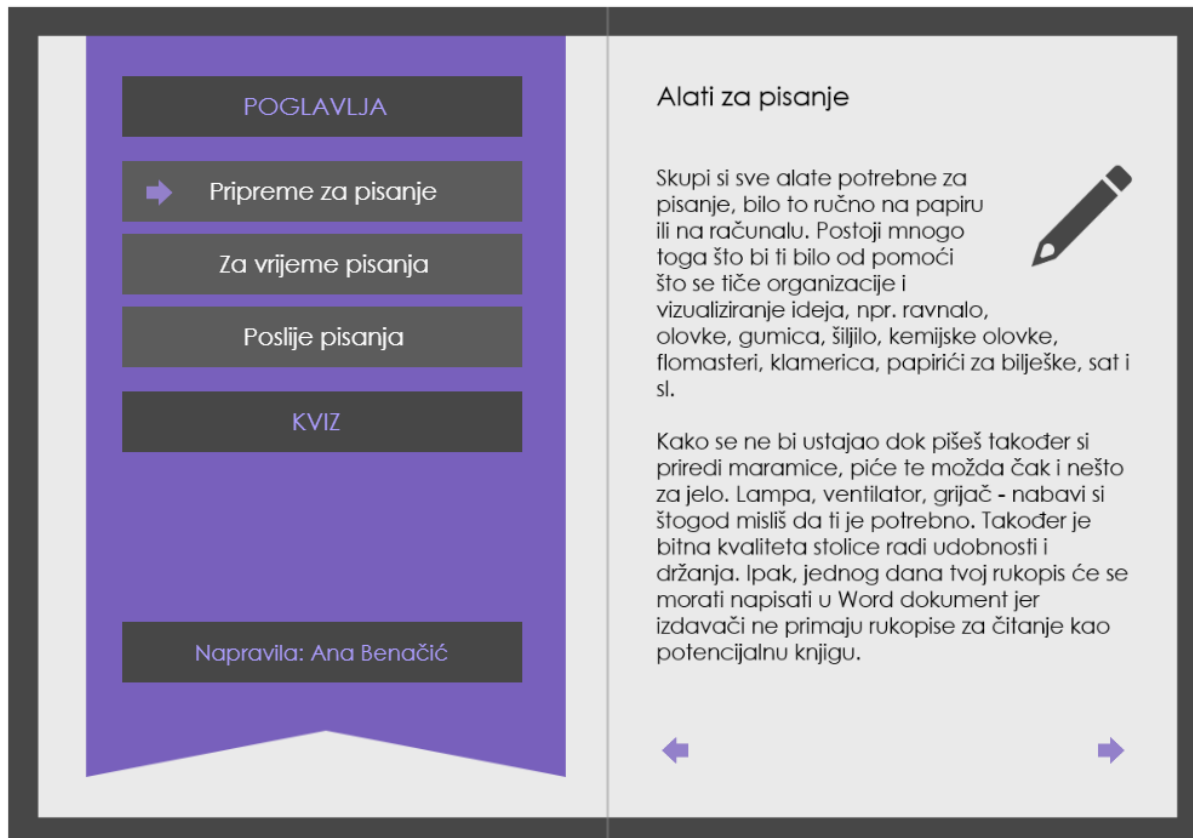 POGLAVLJA
Pripreme za pisanje
Za vrijeme pisanja
Poslije pisanja
KVIZ
Napravila: Ana Benačić
Alati za pisanje
Skupi si sve alate potrebne za
pisanje, bilo to ručno na papiru
ili na računalu. Postoji mnogo
toga što bi ti bilo od pomoći
što se tiče organizacije i
vizualiziranje ideja, npr. ravnalo,
olovke, gumica, šiljilo, kemijske olovke,
flomasteri, klamerica, papirići za bilješke, sat i
sl.
Kako se ne bi ustajao dok pišeš također si
priredi maramice, piće te možda čak i nešto
za jelo. Lampa, ventilator, grijač - nabavi si
štogod misliš da ti je potrebno. Također je
bitna kvaliteta stolice radi udobnosti i
držanja. Ipak, jednog dana tvoj rukopis će se
morati napisati u Word dokument jer
izdavači ne primaju rukopise za čitanje kao
potencijalnu knjigu.